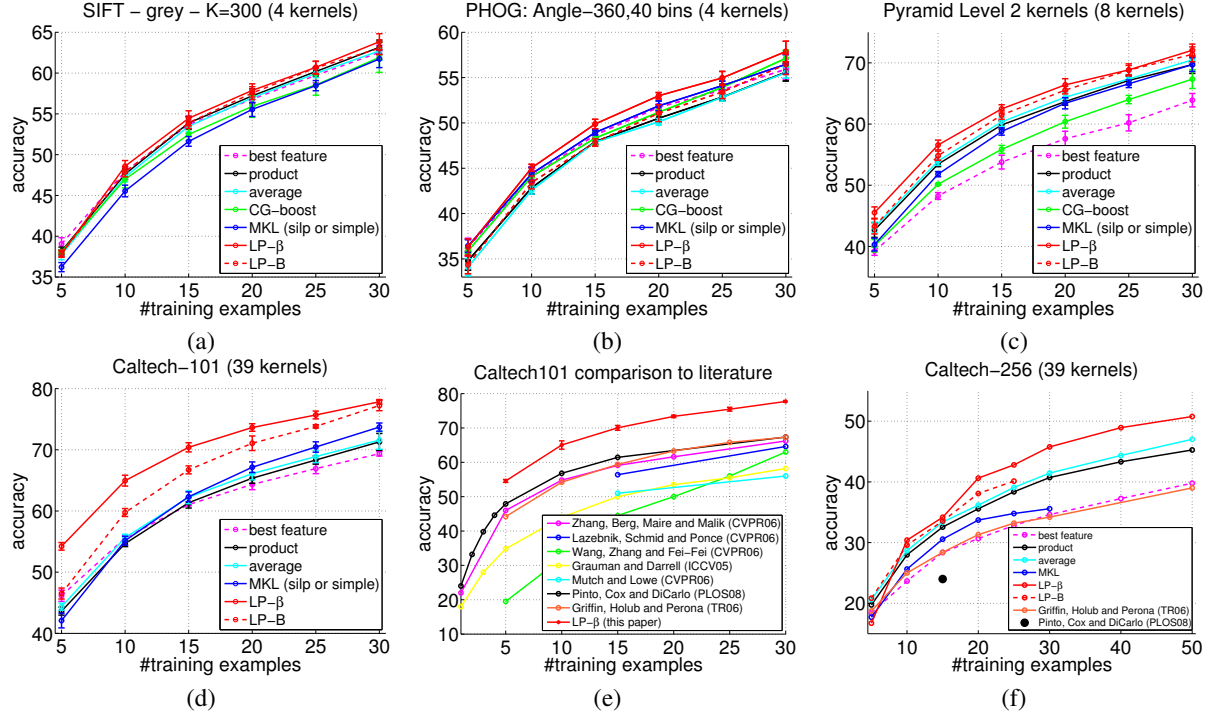 SIFT − grey − K=300 (4 kernels)
65
60
55
50
45
40
35
accuracy
best feature
product
average
CG−boost
MKL (silp or simple)
LP−β
LP−B
5 10 15 20 25 30
#training examples
(a)
PHOG: Angle−360,40 bins (4 kernels)
60
55
50
45
40
35
accuracy
best feature
product
average
CG−boost
MKL (silp or simple)
LP−β
LP−B
5 10 15 20 25 30
#training examples
(b)
Pyramid Level 2 kernels (8 kernels)
70
60
50
40
accuracy
best feature
product
average
CG−boost
MKL (silp or simple)
LP−β
LP−B
5 10 15 20 25 30
#training examples
(c)
Caltech−101 (39 kernels)
80
70
60
50
40
accuracy
best feature
product
average
MKL (silp or simple)
LP−β
LP−B
5 10 15 20 25 30
#training examples
(d)
Caltech101 comparison to literature
80
70
60
50
40
30
20
10
accuracy
Zhang, Berg, Maire and Malik (CVPR06)
Lazebnik, Schmid and Ponce (CVPR06)
Wang, Zhang and Fei−Fei (CVPR06)
Grauman and Darrell (ICCV05)
Mutch and Lowe (CVPR06)
Pinto, Cox and DiCarlo (PLOS08)
Griffin, Holub and Perona (TR06)
LP−β (this paper)
5 10 15 20 25 30
#training examples
(e)
Caltech−256 (39 kernels)
50
40
30
20
accuracy
best feature
product
average
MKL
LP−β
LP−B
Griffin, Holub and Perona (TR06)
Pinto, Cox and DiCarlo (PLOS08)
10 20 30 40 50
#training examples
(f)